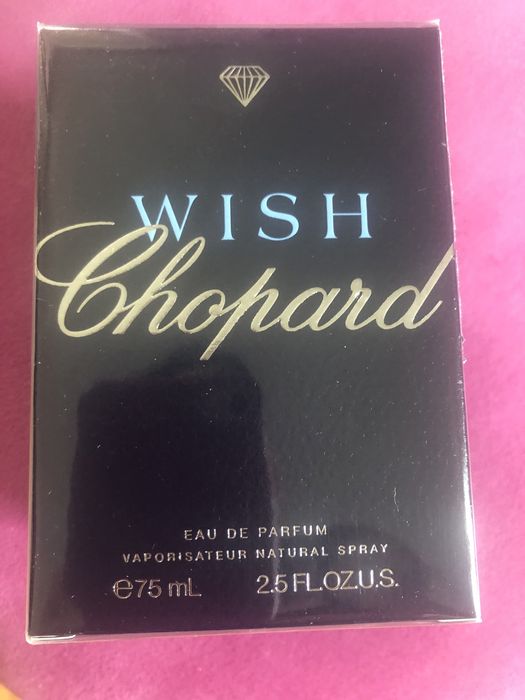 WISH
Chopard
EAU DE PARFUM
VAPORISATEUR NATURAL SPRAY
℮75 mL 2.5 FL.OZ.U.S.